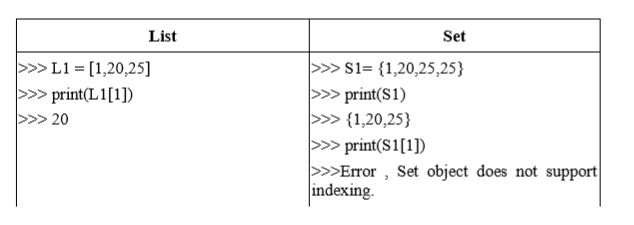 List
>>> L1 = [1,20,25]
>>> print(L1[1])
>>> 20
Set
>>> S1= {1,20,25,25}
>>> print(S1)
>>> {1,20,25}
>>> print(S1[1])
>>>Error , Set object does not support
indexing.